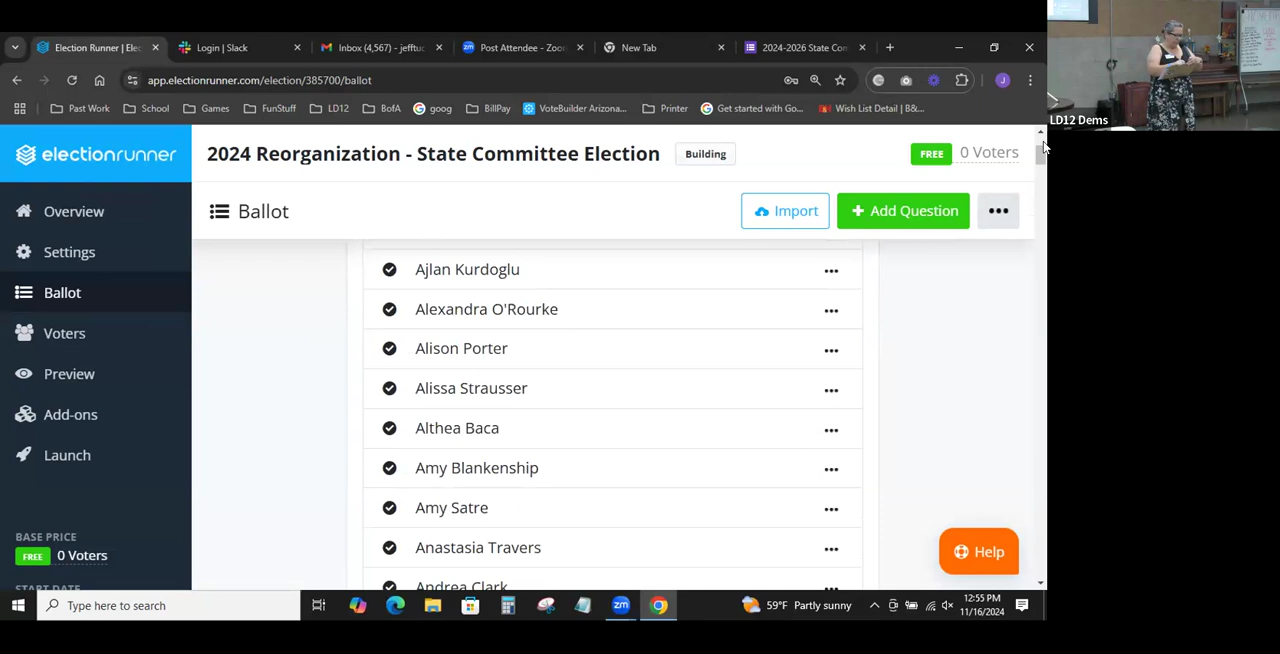 Election Runner | Elec
Login | Slack
Inbox (4,567) - jefftuc
Post Attendee - Zoo
New Tab
2024-2026 State Com
app.electionrunner.com/election/385700/ballot
Past Work
School
Games
FunStuff
LD12
BofA
goog
BillPay
VoteBuilder Arizona...
Printer
Get started with Go...
Wish List Detail | B&...
LD12 Dems
electionrunner
2024 Reorganization - State Committee Election
Building
FREE
0 Voters
Ballot
Import
+ Add Question
Overview
Settings
Ballot
Voters
Preview
Add-ons
Launch
BASE PRICE
FREE
0 Voters
START DATE
Ajlan Kurdoglu
Alexandra O'Rourke
Alison Porter
Alissa Strausser
Althea Baca
Amy Blankenship
Amy Satre
Anastasia Travers
Andrea Clark
Help
Type here to search
59°F Partly sunny
12:55 PM
11/16/2024